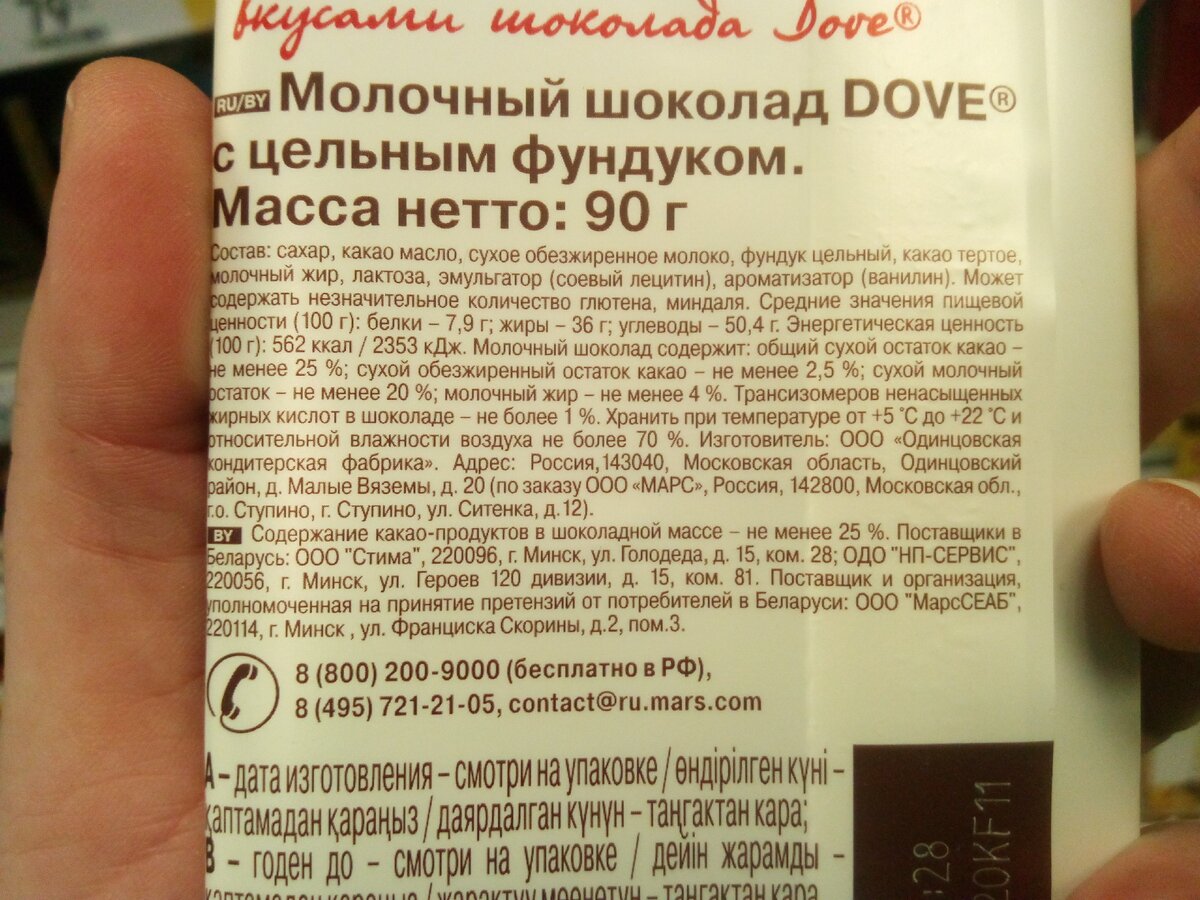 79
вкусами шоколада Dove®
RU/BY Молочный шоколад DOVE®
с цельным фундуком.
Масса нетто: 90 г
Состав: сахар, какао масло, сухое обезжиренное молоко, фундук цельный, какао тертое,
молочный жир, лактоза, эмульгатор (соевый лецитин), ароматизатор (ванилин). Может
содержать незначительное количество глютена, миндаля. Средние значения пищевой
ценности (100 г): белки – 7,9 г; жиры – 36 г; углеводы – 50,4 г. Энергетическая ценность
(100 г): 562 ккал / 2353 кДж. Молочный шоколад содержит: общий сухой остаток какао –
не менее 25 %; сухой обезжиренный остаток какао – не менее 2,5 %; сухой молочный
остаток – не менее 20 %; молочный жир – не менее 4 %. Трансизомеров ненасыщенных
жирных кислот в шоколаде – не более 1 %. Хранить при температуре от +5 °С до +22 °С и
относительной влажности воздуха не более 70 %. Изготовитель: ООО «Одинцовская
кондитерская фабрика». Адрес: Россия,143040, Московская область, Одинцовский
район, д. Малые Вяземы, д. 20 (по заказу ООО «МАРС», Россия, 142800, Московская обл.,
г.о. Ступино, г. Ступино, ул. Ситенка, д.12).
BY Содержание какао-продуктов в шоколадной массе – не менее 25 %. Поставщики в
Беларусь: ООО "Стима", 220096, г. Минск, ул. Голодеда, д. 15, ком. 28; ОДО "НП-СЕРВИС",
220056, г. Минск, ул. Героев 120 дивизии, д. 15, ком. 81. Поставщик и организация,
уполномоченная на принятие претензий от потребителей в Беларуси: ООО "МарсСЕАБ",
220114, г. Минск , ул. Франциска Скорины, д.2, пом.3.
8 (800) 200-9000 (бесплатно в РФ),
8 (495) 721-21-05, contact@ru.mars.com
А – дата изготовления – смотри на упаковке / өндірілген күні –
қаптамадан қараңыз / даярдалган күнүн – таңгактан кара;
В – годен до – смотри на упаковке / дейін жарамды –
қаптамадан қараңыз / жарактуу мөөнөтүн – таңгактан кара
28
20KF11